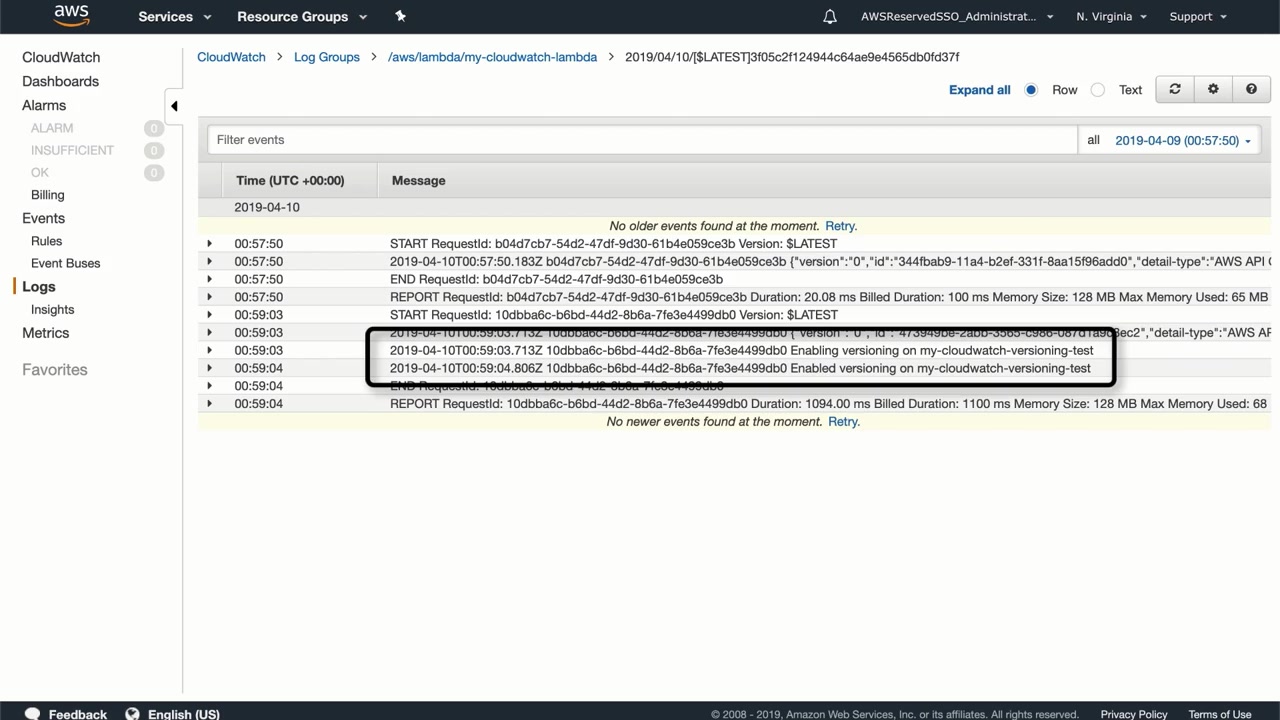 aws Services Resource Groups AWSReservedSSO_Administrat... N. Virginia Support
CloudWatch
Dashboards
Alarms
ALARM 0
INSUFFICIENT 0
OK 0
Billing
Events
Rules
Event Buses
Logs
Insights
Metrics
Favorites
CloudWatch > Log Groups > /aws/lambda/my-cloudwatch-lambda > 2019/04/10/[$LATEST]3f05c2f124944c64ae9e4565db0fd37f
Expand all Row Text
Filter events all 2019-04-09 (00:57:50)
Time (UTC +00:00) Message
2019-04-10
No older events found at the moment. Retry.
00:57:50 START RequestId: b04d7cb7-54d2-47df-9d30-61b4e059ce3b Version: $LATEST
00:57:50 2019-04-10T00:57:50.183Z b04d7cb7-54d2-47df-9d30-61b4e059ce3b {"version":"0","id":"344fbab9-11a4-b2ef-331f-8aa15f96add0","detail-type":"AWS API
00:57:50 END RequestId: b04d7cb7-54d2-47df-9d30-61b4e059ce3b
00:57:50 REPORT RequestId: b04d7cb7-54d2-47df-9d30-61b4e059ce3b Duration: 20.08 ms Billed Duration: 100 ms Memory Size: 128 MB Max Memory Used: 65 MB
00:59:03 START RequestId: 10dbba6c-b6bd-44d2-8b6a-7fe3e4499db0 Version: $LATEST
00:59:03 2019-04-10T00:59:03.713Z 10dbba6c-b6bd-44d2-8b6a-7fe3e4499db0 {"version":"0","id":" ,"detail-type":"AWS AP
00:59:03 2019-04-10T00:59:03.713Z 10dbba6c-b6bd-44d2-8b6a-7fe3e4499db0 Enabling versioning on my-cloudwatch-versioning-test
00:59:04 2019-04-10T00:59:04.806Z 10dbba6c-b6bd-44d2-8b6a-7fe3e4499db0 Enabled versioning on my-cloudwatch-versioning-test
00:59:04 END RequestId: 10dbba6c-b6bd-44d2-8b6a-7fe3e4499db0
00:59:04 REPORT RequestId: 10dbba6c-b6bd-44d2-8b6a-7fe3e4499db0 Duration: 1094.00 ms Billed Duration: 1100 ms Memory Size: 128 MB Max Memory Used: 68
No newer events found at the moment. Retry.
Feedback English (US) © 2008 - 2019, Amazon Web Services, Inc. or its affiliates. All rights reserved. Privacy Policy Terms of Use